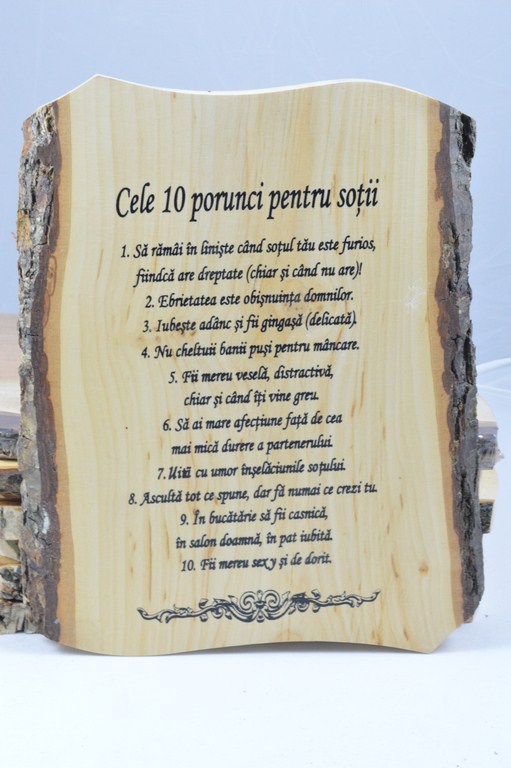 Cele 10 porunci pentru soții
1. Să rămâi în liniște când soțul tău este furios,
fiindcă are dreptate (chiar și când nu are)!
2. Ebrietatea este obișnuința domnilor.
3. Iubește adânc și fii gingașă (delicată).
4. Nu cheltuii banii puși pentru mâncare.
5. Fii mereu veselă, distractivă,
chiar și când îți vine greu.
6. Să ai mare afecțiune față de cea
mai mică durere a partenerului.
7. Uită cu umor înșelăciunile soțului.
8. Ascultă tot ce spune, dar fă numai ce crezi tu.
9. În bucătărie să fii casnică,
în salon doamnă, în pat iubită.
10. Fii mereu sexy și de dorit.